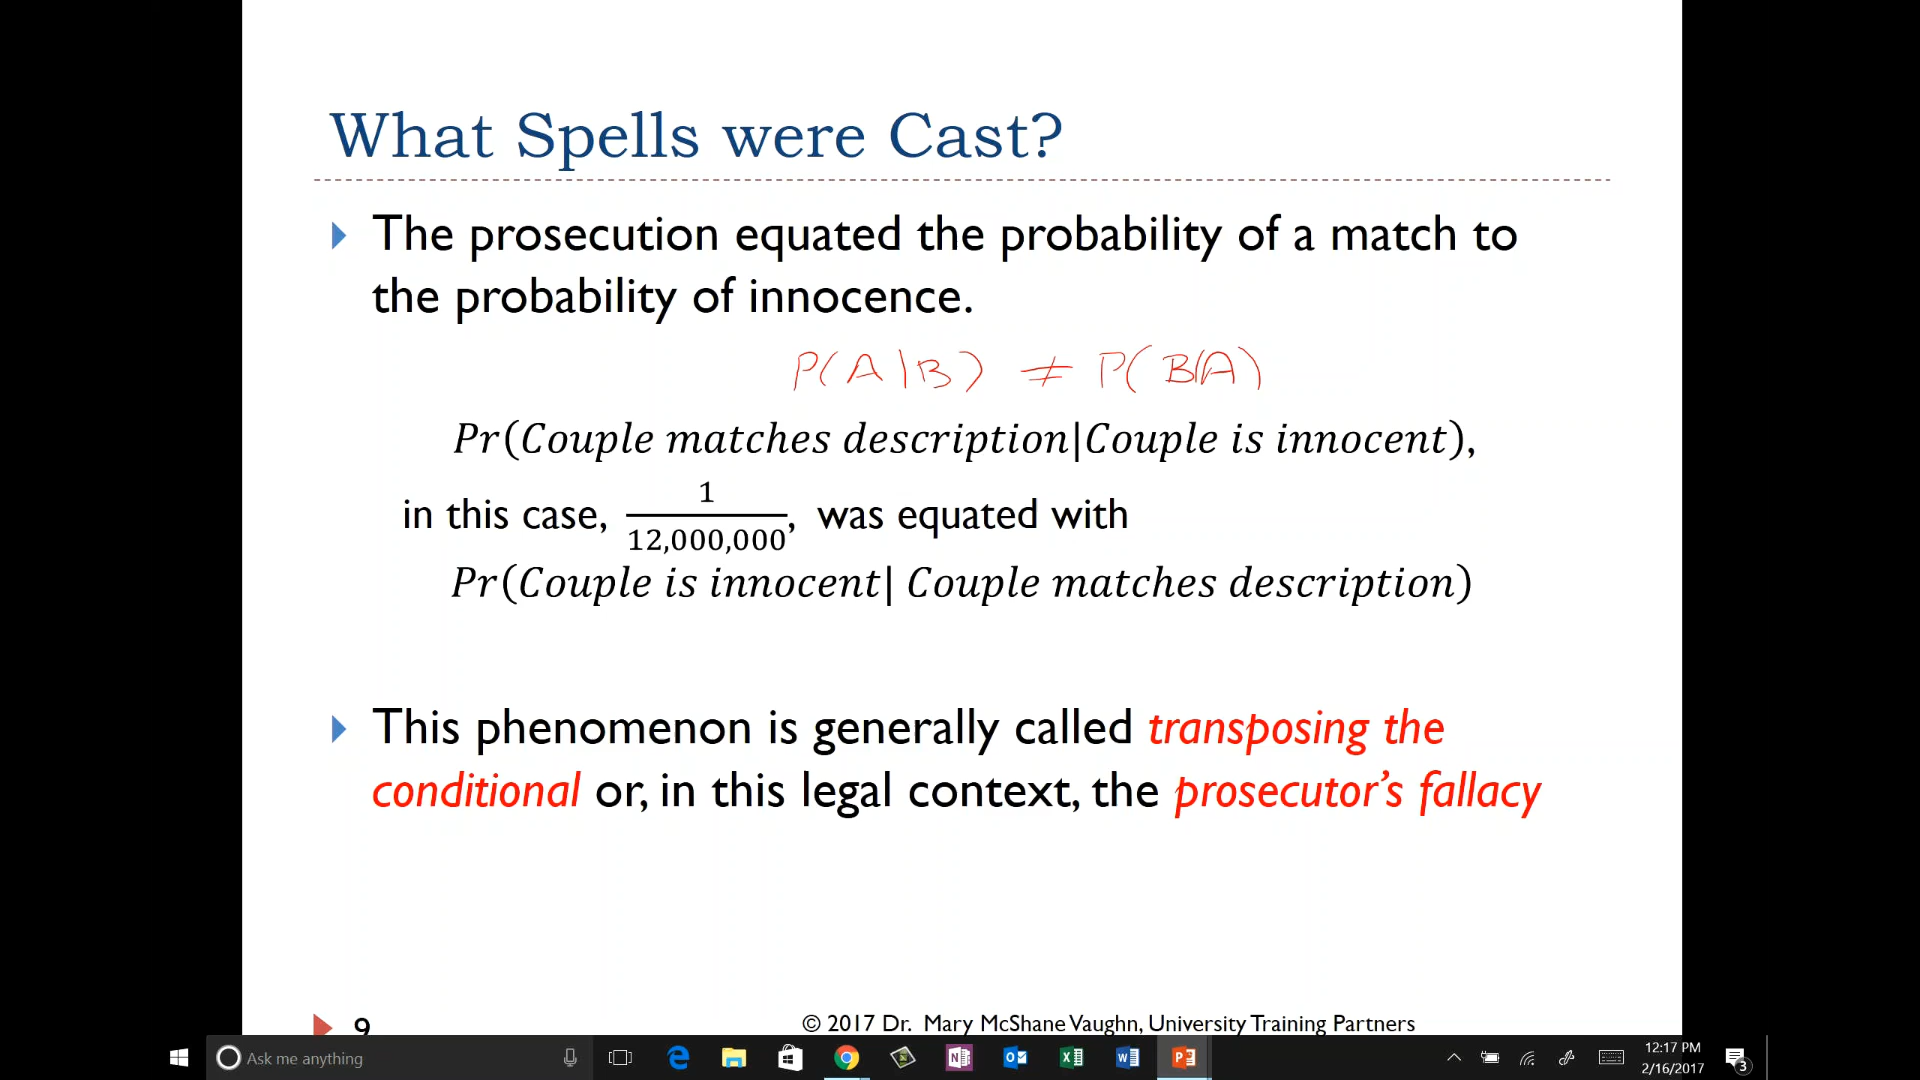 What Spells were Cast?
The prosecution equated the probability of a match to
the probability of innocence.
P(A|B) ≠ P(B|A)
Pr(Couple matches description|Couple is innocent),
in this case, 1/12,000,000, was equated with
Pr(Couple is innocent| Couple matches description)
This phenomenon is generally called transposing the
conditional or, in this legal context, the prosecutor's fallacy
9
© 2017 Dr. Mary McShane Vaughn, University Training Partners
Ask me anything
12:17 PM
2/16/2017
3